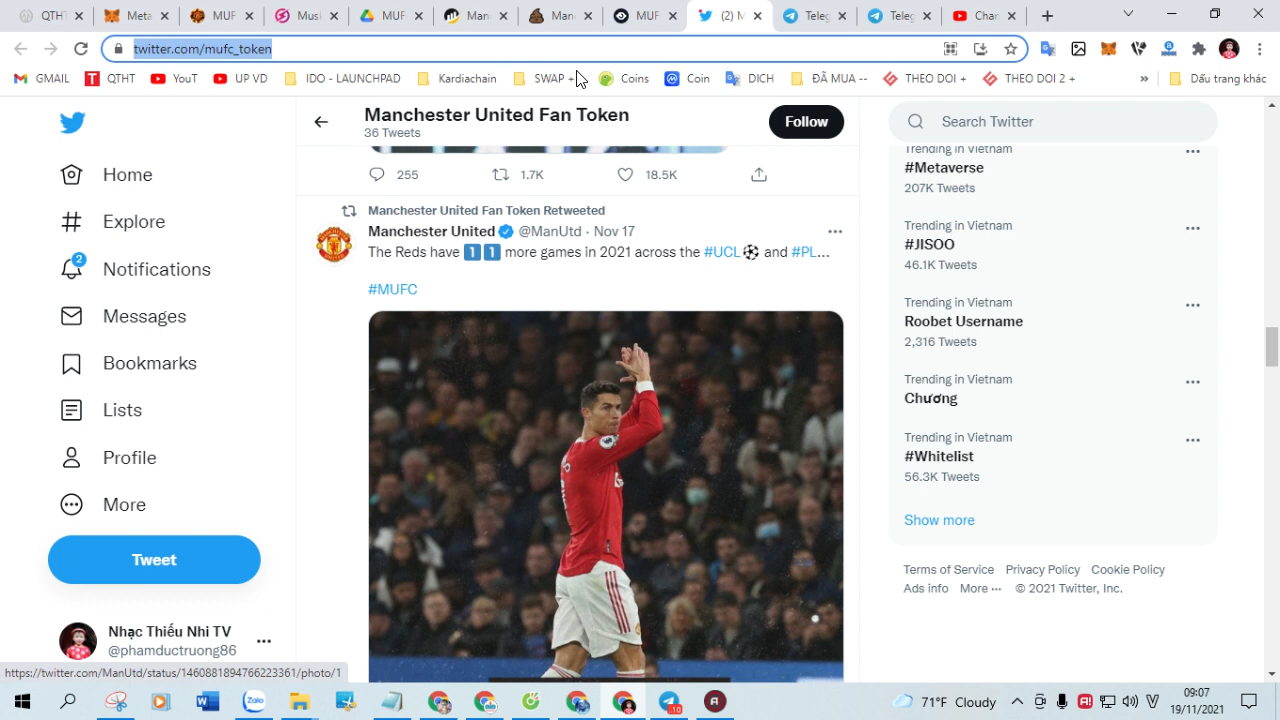 QTHT
Meta
MUF
Musi
MUFC
Man
Man
MUF
(2) M
Teleg
Teleg
THEO
twitter.com/mufc_token
GMAIL
QTHT
YouT
UP VD
IDO - LAUNCHPAD
Kardiachain
SWAP +
Coins
Coin
DICH
ĐÃ MUA --
THEO DOI +
THEO DOI 2 +
»
Dấu trang khác
Manchester United Fan Token
36 Tweets
Follow
Search Twitter
Home
Explore
2
Notifications
Messages
Bookmarks
Lists
Profile
More
Tweet
Nhạc Thiếu Nhi TV
@phamductruong86
255
1.7K
18.5K
Manchester United Fan Token Retweeted
Manchester United @ManUtd · Nov 17
The Reds have 1️⃣1️⃣ more games in 2021 across the #UCL⚽ and #PL...
#MUFC
Trending in Vietnam
#Metaverse
207K Tweets
Trending in Vietnam
#JISOO
46.1K Tweets
Trending in Vietnam
Roobet Username
2,316 Tweets
Trending in Vietnam
Chương
Trending in Vietnam
#Whitelist
56.3K Tweets
Show more
Terms of Service Privacy Policy Cookie Policy
Ads info More ··· © 2021 Twitter, Inc.
https://twitter.com/ManUtd/status/1460881894766223361/photo/1
Zalo
10
71°F Cloudy
09:07
19/11/2021